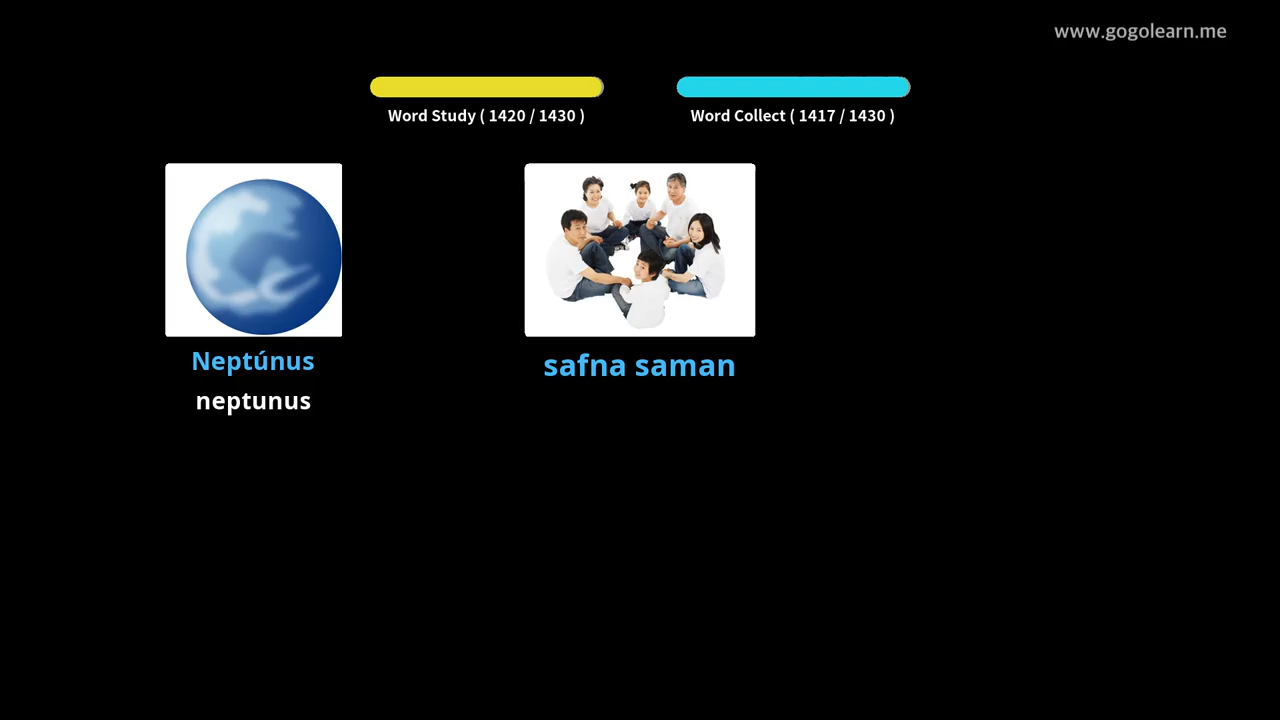 www.gogolearn.me
Word Study ( 1420 / 1430 )
Word Collect ( 1417 / 1430 )
Neptúnus
neptunus
safna saman